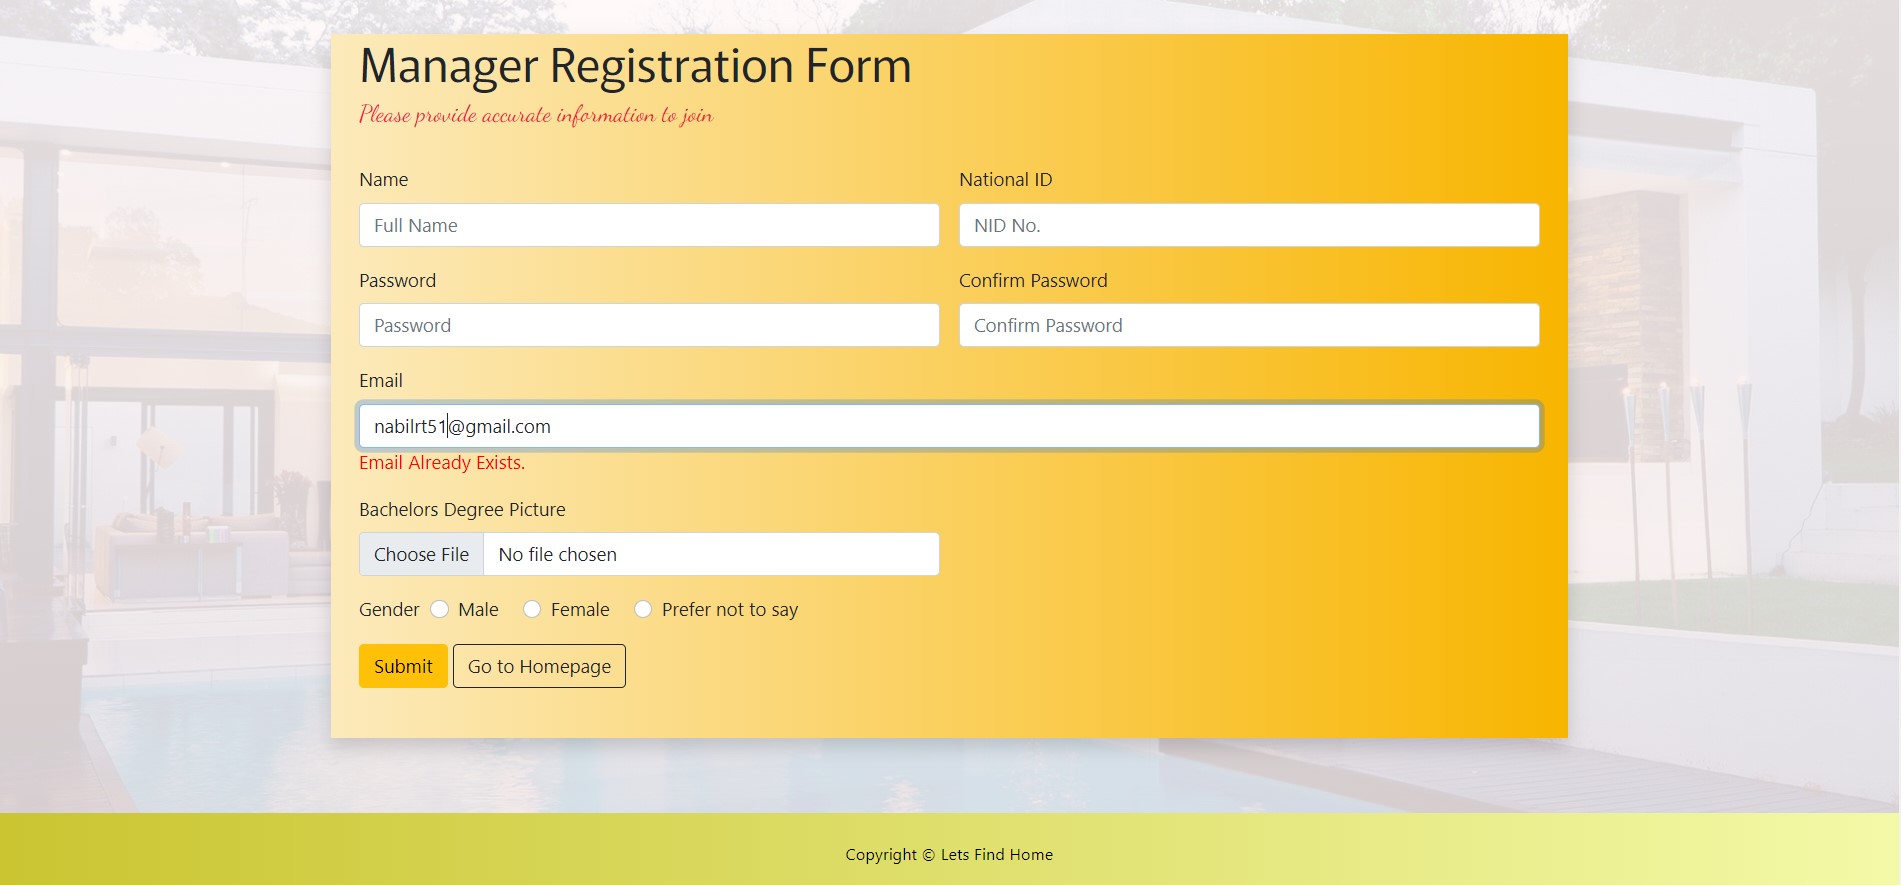 Manager Registration Form
Please provide accurate information to join
Name
National ID
Full Name
NID No.
Password
Confirm Password
Password
Confirm Password
Email
nabilrt51@gmail.com
Email Already Exists.
Bachelors Degree Picture
Choose File No file chosen
Gender Male Female Prefer not to say
Submit Go to Homepage
Copyright © Lets Find Home